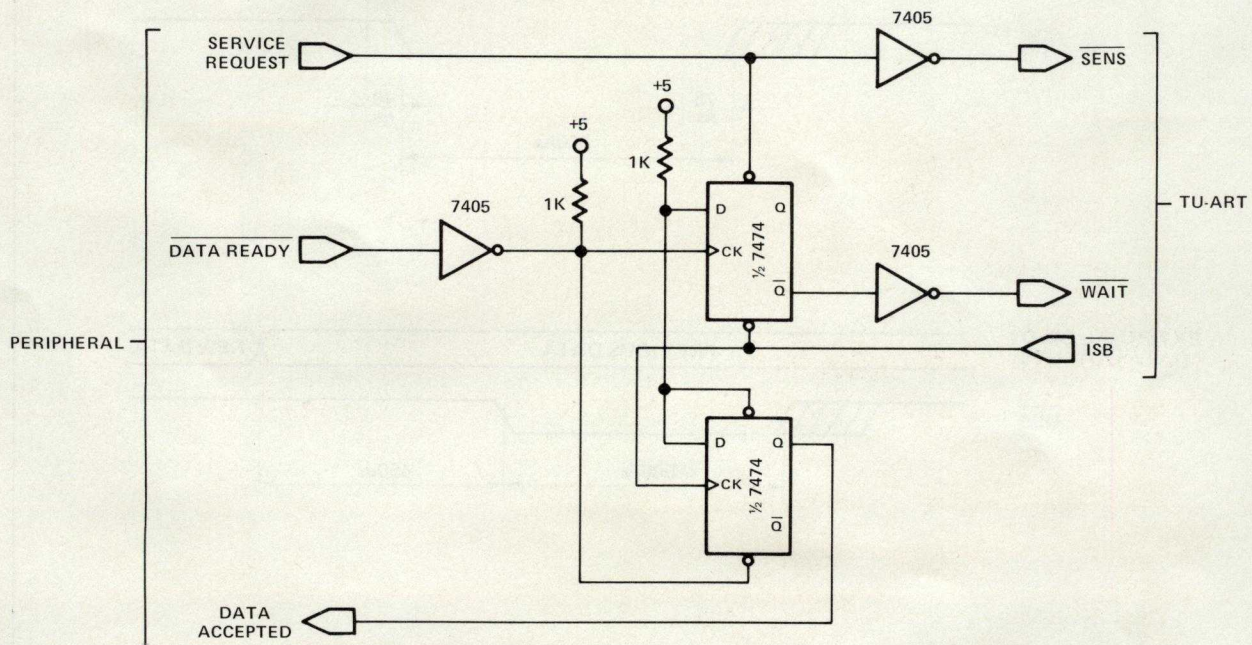 SERVICE
REQUEST
7405
SENS
+5
+5
1K
1K
7405
DATA READY
D
Q
CK
½ 7474
Q
7405
WAIT
TU-ART
PERIPHERAL
ISB
D
Q
CK
½ 7474
Q
DATA
ACCEPTED